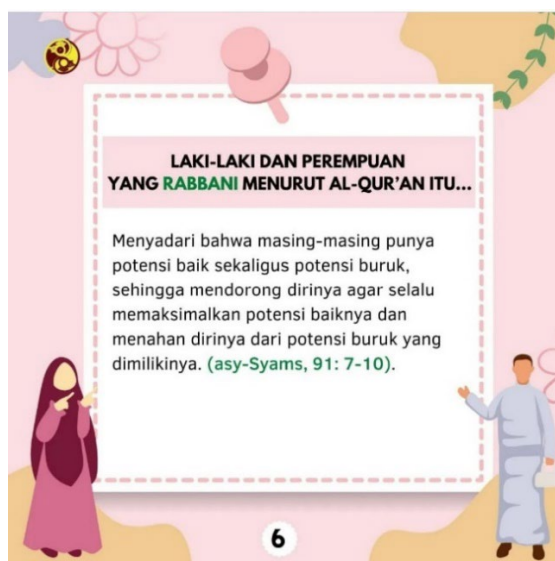 LAKI-LAKI DAN PEREMPUAN
YANG RABBANI MENURUT AL-QUR'AN ITU...
Menyadari bahwa masing-masing punya
potensi baik sekaligus potensi buruk,
sehingga mendorong dirinya agar selalu
memaksimalkan potensi baiknya dan
menahan dirinya dari potensi buruk yang
dimilikinya. (asy-Syams, 91: 7-10).
6